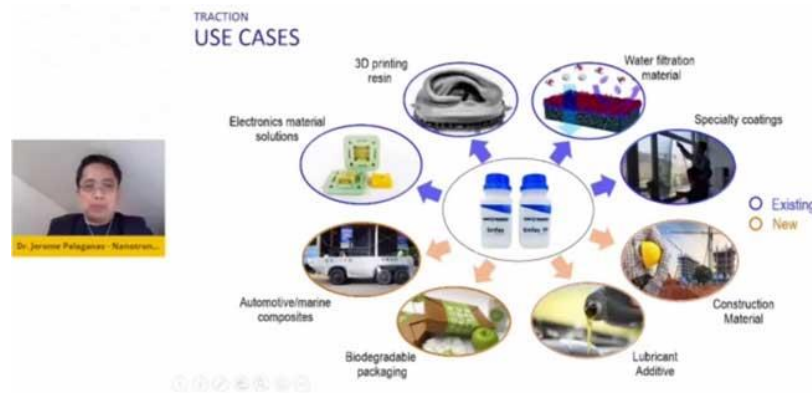 TRACTION
USE CASES
3D printing
resin
Water filtration
material
Electronics material
solutions
Specialty coatings
Existing
New
Dr. Jerome Palaganas - Nanotron...
Automotive/marine
composites
Construction
Material
Biodegradable
packaging
Lubricant
Additive